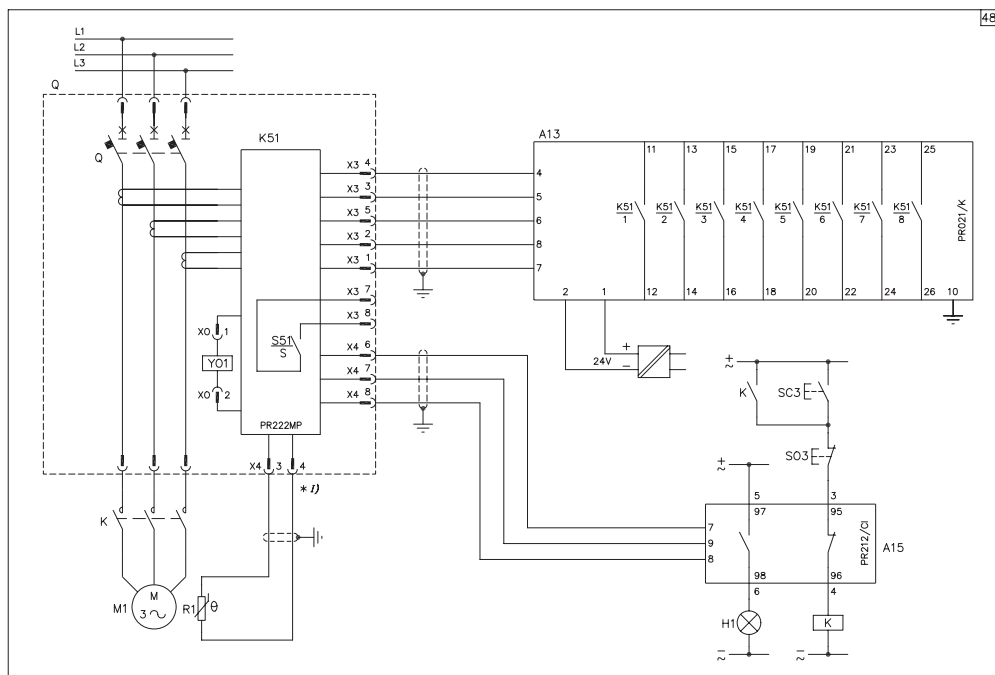 48
L1
L2
L3
Q
K51
A13
Q
X3 4
4
11 13 15 17 19 21 23 25
X3 3
5
X3 5
6
K51/1 K51/2 K51/3 K51/4 K51/5 K51/6 K51/7 K51/8
PR021/K
X3 2
8
X3 1
7
2 1 12 14 16 18 20 22 24 26 10
X3 7
X3 8
X0 1
S51/S
Y01
X4 6
+
24V
−
X4 7
X0 2
X4 8
+
~
K
SC3
PR222MP
X4 3 4
* 1)
SO3
+
~
5 3
97 95
K
7
9
8
PR212/CI
A15
98 96
6 4
M1
M
3 ~
R1
θ
H1
K
−
~
−
~